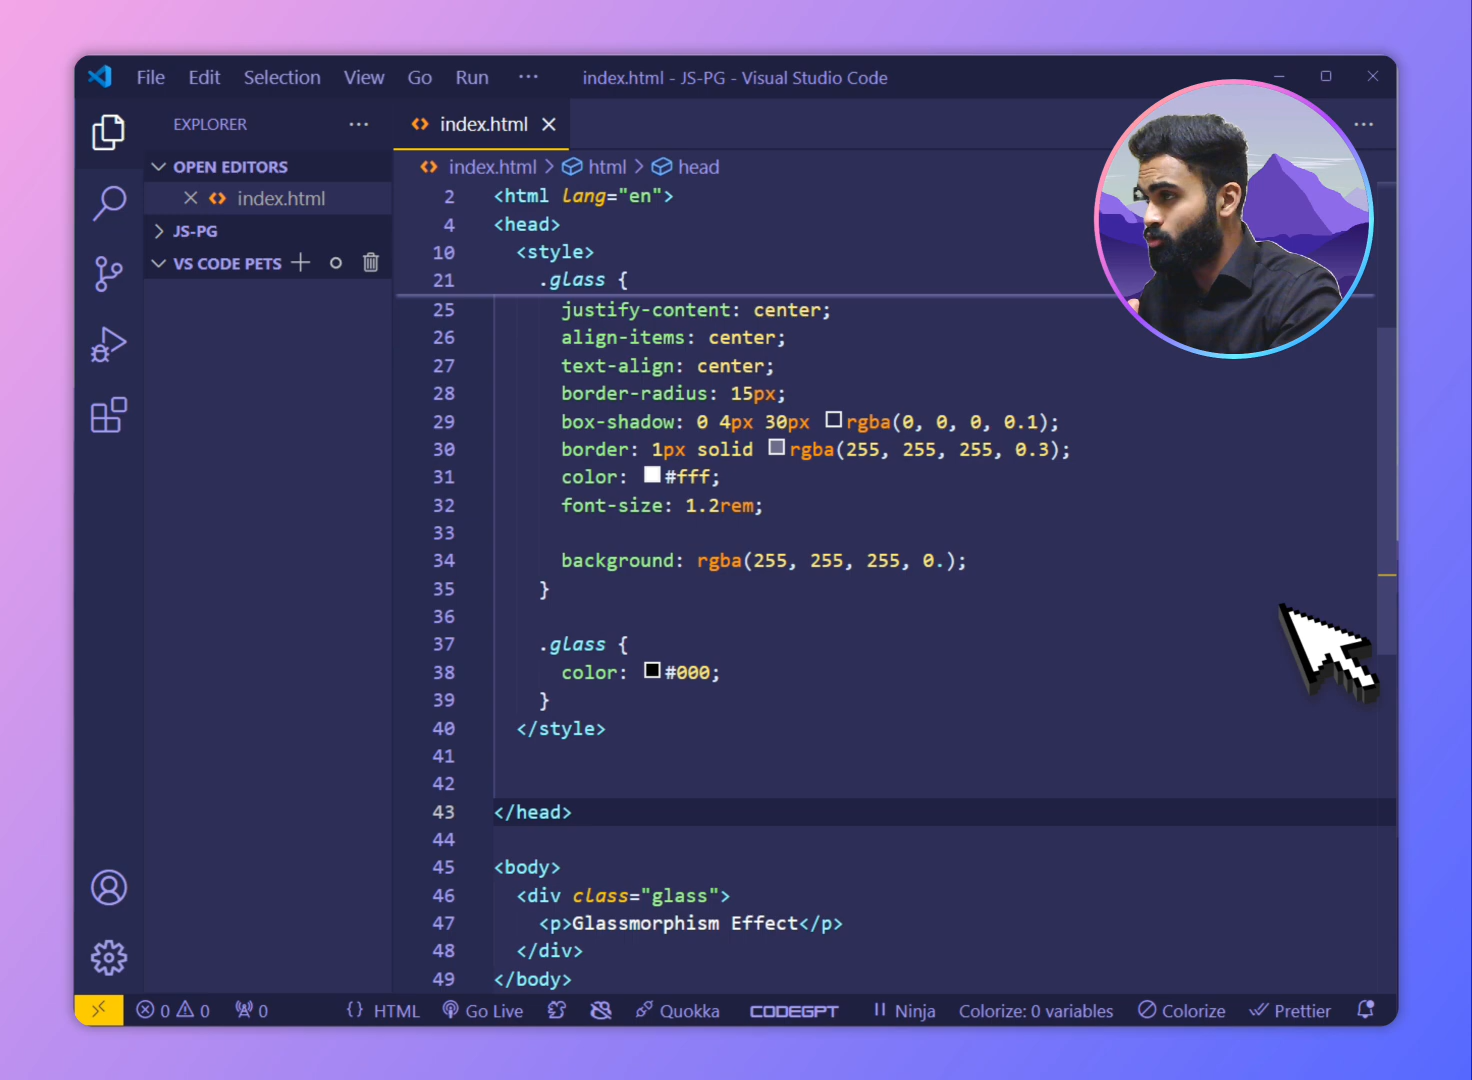 File Edit Selection View Go Run ··· index.html - JS-PG - Visual Studio Code
EXPLORER ···
index.html
OPEN EDITORS
index.html
JS-PG
VS CODE PETS
index.html > html > head
2 <html lang="en">
4 <head>
10 <style>
21 .glass {
25 justify-content: center;
26 align-items: center;
27 text-align: center;
28 border-radius: 15px;
29 box-shadow: 0 4px 30px rgba(0, 0, 0, 0.1);
30 border: 1px solid rgba(255, 255, 255, 0.3);
31 color: #fff;
32 font-size: 1.2rem;
33
34 background: rgba(255, 255, 255, 0.);
35 }
36
37 .glass {
38 color: #000;
39 }
40 </style>
41
42
43 </head>
44
45 <body>
46 <div class="glass">
47 <p>Glassmorphism Effect</p>
48 </div>
49 </body>
0 0 0 {} HTML Go Live Quokka CODEGPT Ninja Colorize: 0 variables Colorize Prettier